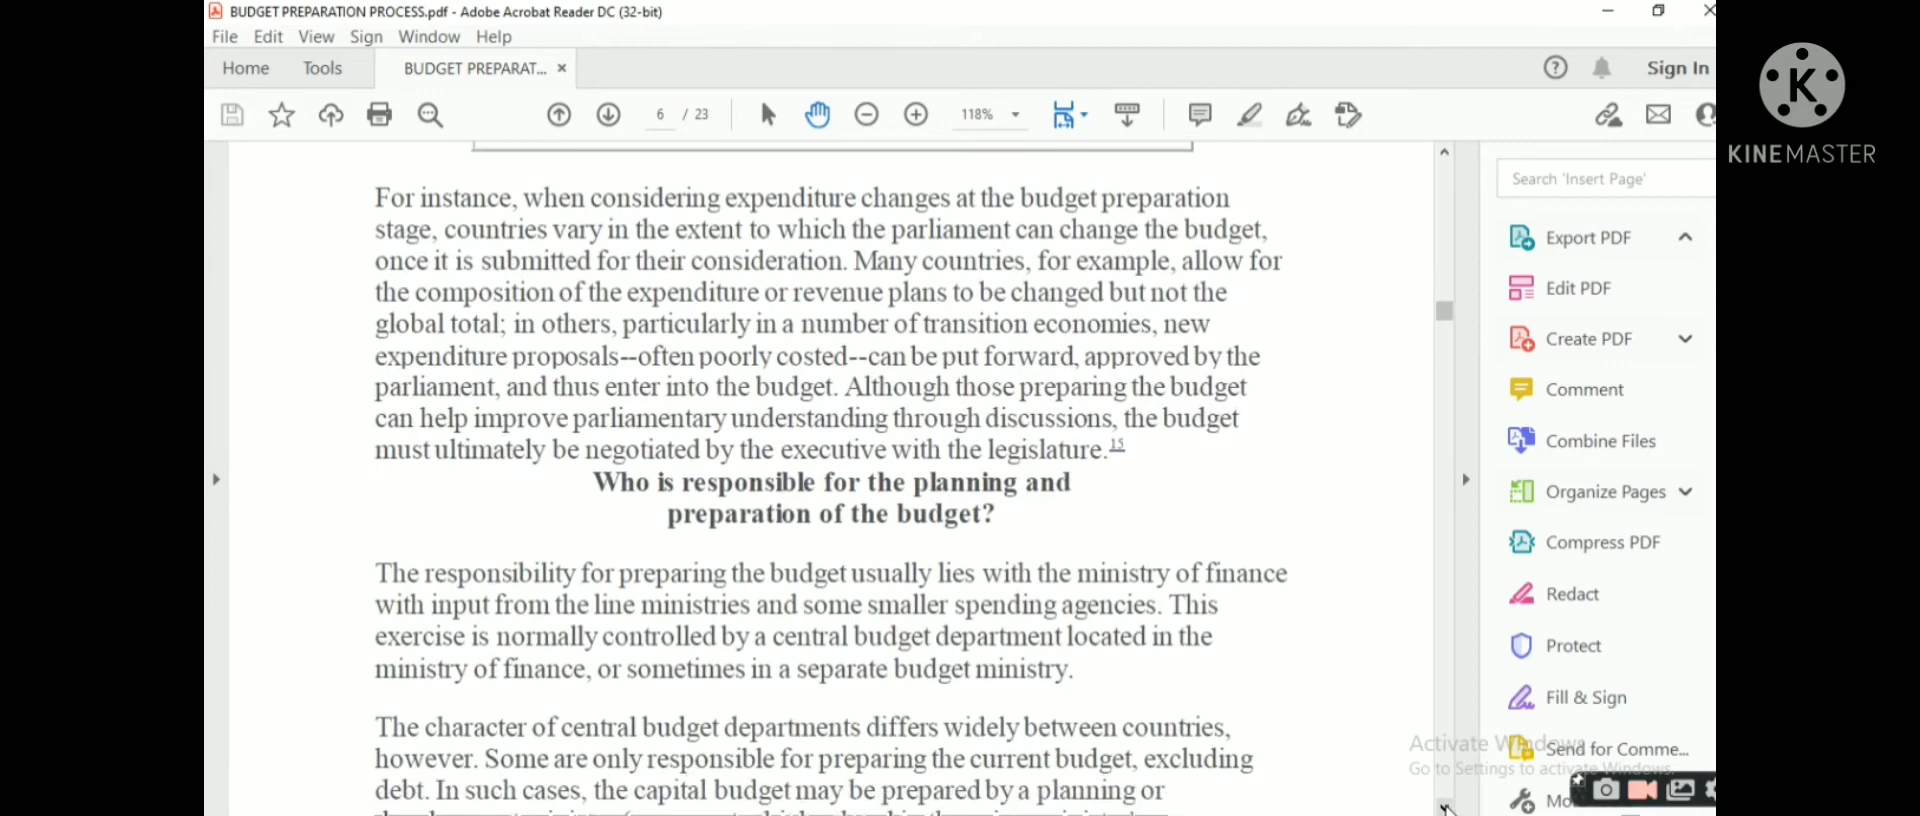 BUDGET PREPARATION PROCESS.pdf - Adobe Acrobat Reader DC (32-bit)
File Edit View Sign Window Help
Home Tools BUDGET PREPARAT... × Sign In
6 / 23 118%
K
KINEMASTER
Search 'Insert Page'
For instance, when considering expenditure changes at the budget preparation
stage, countries vary in the extent to which the parliament can change the budget,
once it is submitted for their consideration. Many countries, for example, allow for
the composition of the expenditure or revenue plans to be changed but not the
global total; in others, particularly in a number of transition economies, new
expenditure proposals--often poorly costed--can be put forward, approved by the
parliament, and thus enter into the budget. Although those preparing the budget
can help improve parliamentary understanding through discussions, the budget
must ultimately be negotiated by the executive with the legislature.15
Who is responsible for the planning and
preparation of the budget?
The responsibility for preparing the budget usually lies with the ministry of finance
with input from the line ministries and some smaller spending agencies. This
exercise is normally controlled by a central budget department located in the
ministry of finance, or sometimes in a separate budget ministry.
The character of central budget departments differs widely between countries,
however. Some are only responsible for preparing the current budget, excluding
debt. In such cases, the capital budget may be prepared by a planning or
Export PDF
Edit PDF
Create PDF
Comment
Combine Files
Organize Pages
Compress PDF
Redact
Protect
Fill & Sign
Send for Comme...
Activate Windows
Go to Settings to activate Windows.